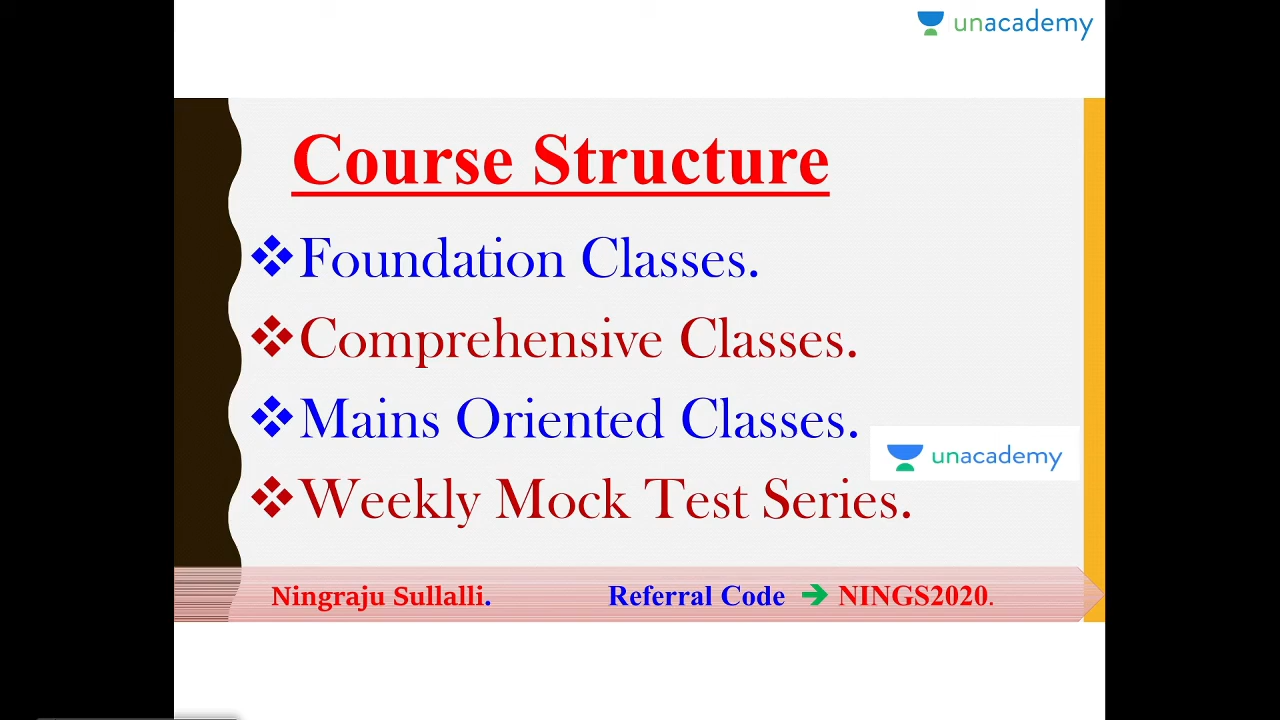 unacademy
Course Structure
❖Foundation Classes.
❖Comprehensive Classes.
❖Mains Oriented Classes.
unacademy
❖Weekly Mock Test Series.
Ningraju Sullalli. Referral Code ➔ NINGS2020.